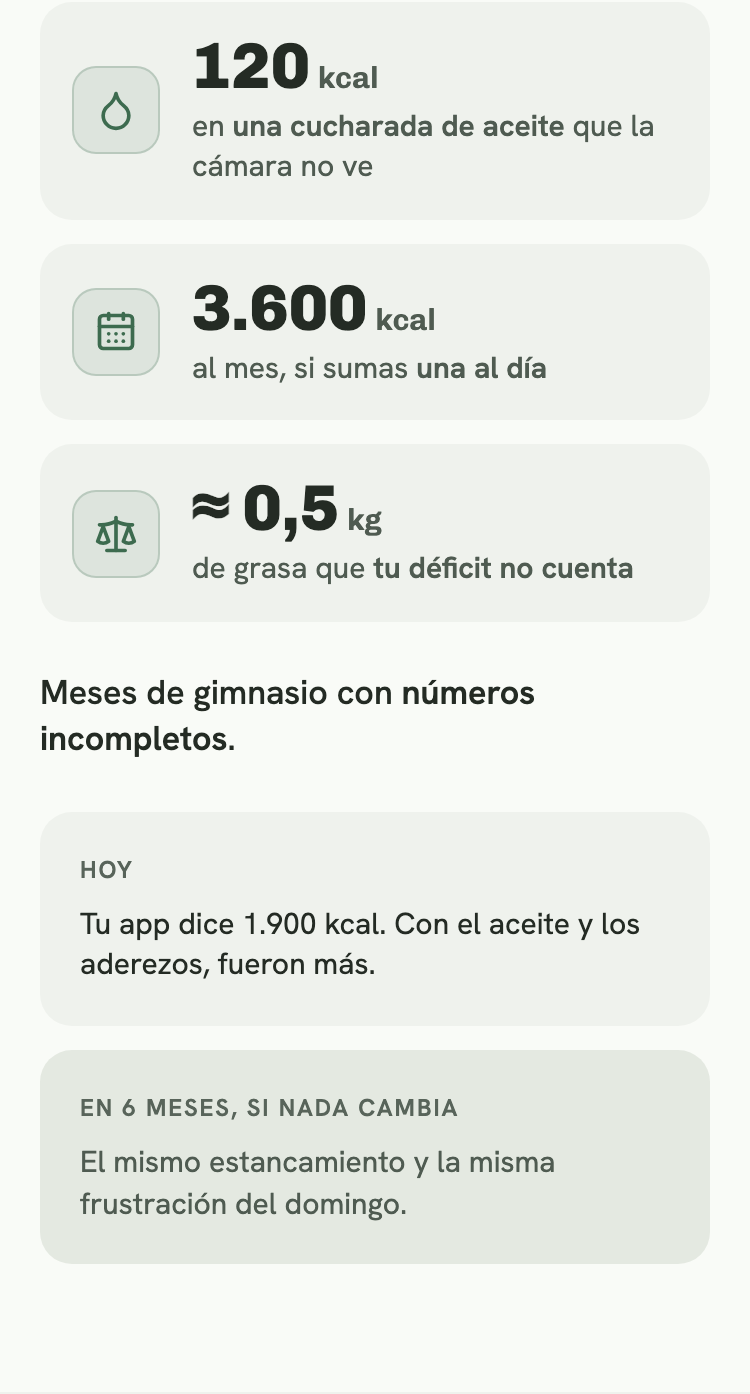 120 kcal
en una cucharada de aceite que la
cámara no ve
3.600 kcal
al mes, si sumas una al día
≈ 0,5 kg
de grasa que tu déficit no cuenta
Meses de gimnasio con números
incompletos.
HOY
Tu app dice 1.900 kcal. Con el aceite y los
aderezos, fueron más.
EN 6 MESES, SI NADA CAMBIA
El mismo estancamiento y la misma
frustración del domingo.